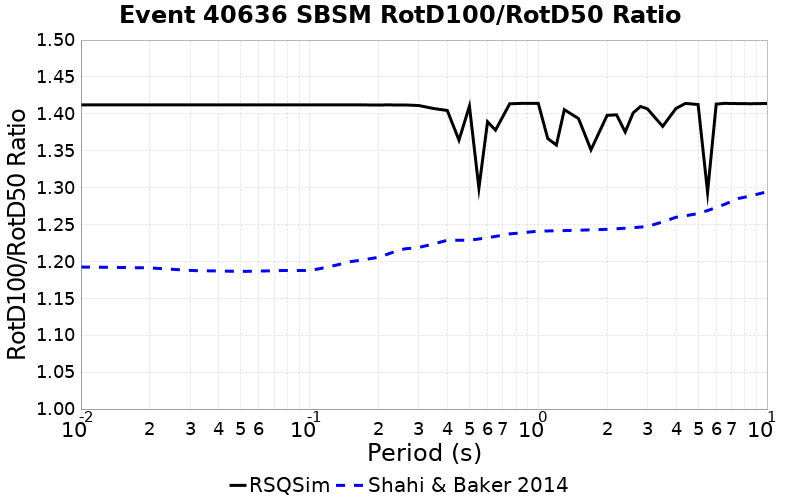 Event 40636 SBSM RotD100/RotD50 Ratio
RotD100/RotD50 Ratio
1.50
1.45
1.40
1.35
1.30
1.25
1.20
1.15
1.10
1.05
1.00
10-2 2 3 4 5 6 10-1 2 3 4 5 6 7 100 2 3 4 5 6 7 101
Period (s)
RSQSim Shahi & Baker 2014